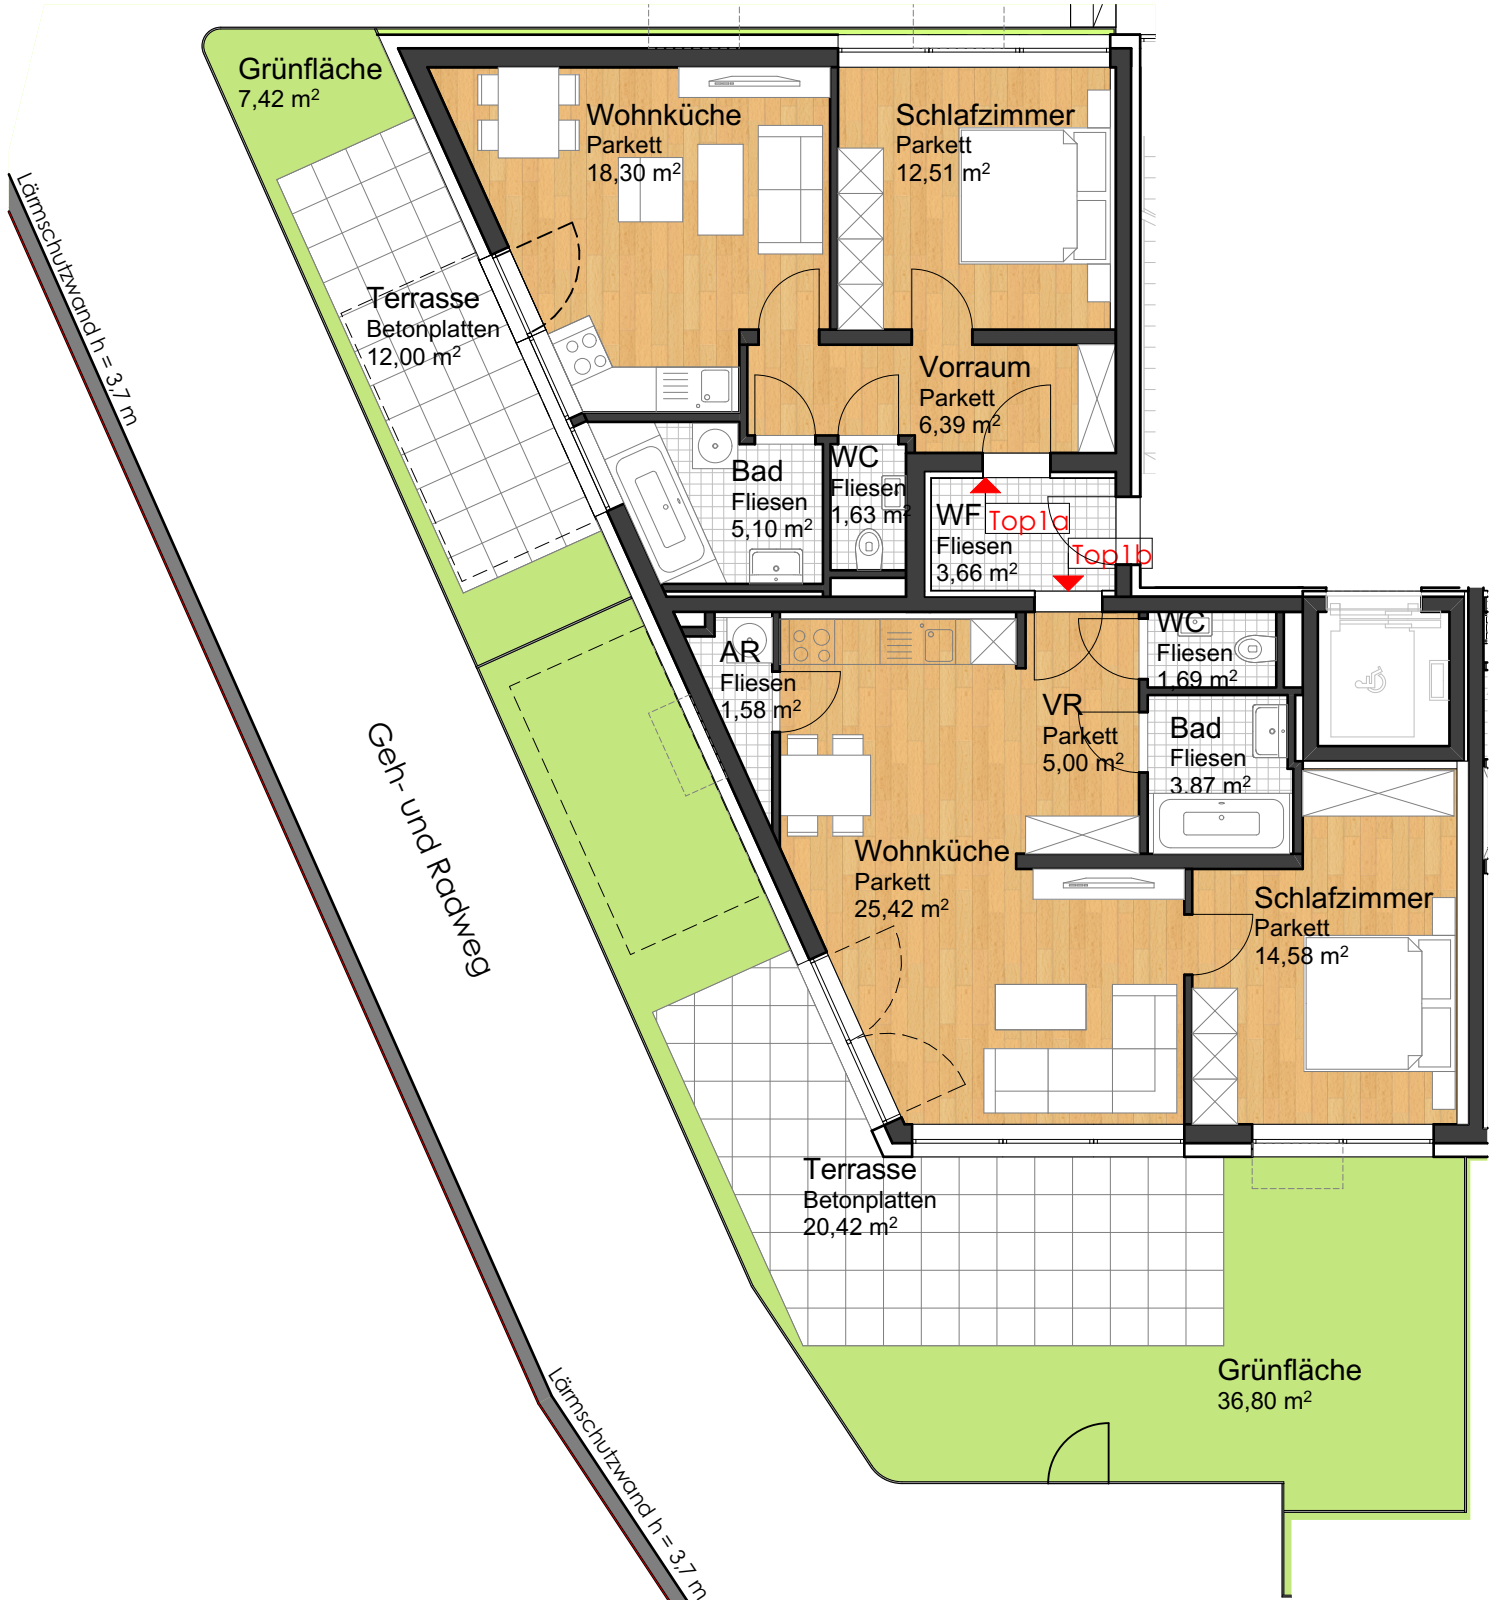 Grünfläche
7,42 m²
Wohnküche
Parkett
18,30 m²
Schlafzimmer
Parkett
12,51 m²
Lärmschutzwand h = 3,7 m
Terrasse
Betonplatten
12,00 m²
Vorraum
Parkett
6,39 m²
Bad
Fliesen
5,10 m²
WC
Fliesen
1,63 m²
WF
Fliesen
3,66 m²
Top1a
Top1b
AR
Fliesen
1,58 m²
WC
Fliesen
1,69 m²
VR
Parkett
5,00 m²
Bad
Fliesen
3,87 m²
Geh- und Radweg
Wohnküche
Parkett
25,42 m²
Schlafzimmer
Parkett
14,58 m²
Terrasse
Betonplatten
20,42 m²
Grünfläche
36,80 m²
Lärmschutzwand h = 3,7 m